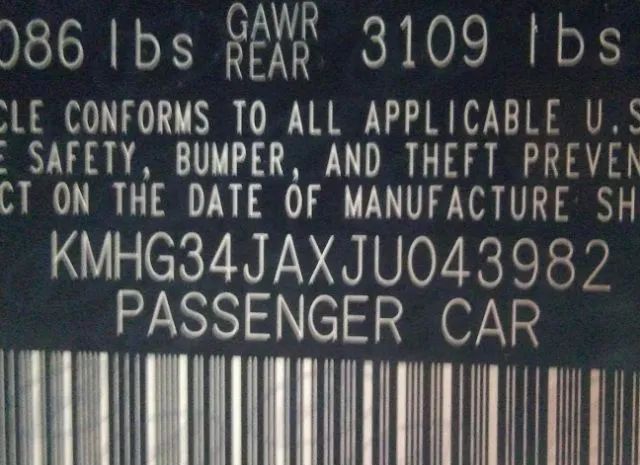 086 lbs GAWR REAR 3109 lbs
CLE CONFORMS TO ALL APPLICABLE U.S
E SAFETY, BUMPER, AND THEFT PREVEN
CT ON THE DATE OF MANUFACTURE SH
KMHG34JAXJU043982
PASSENGER CAR